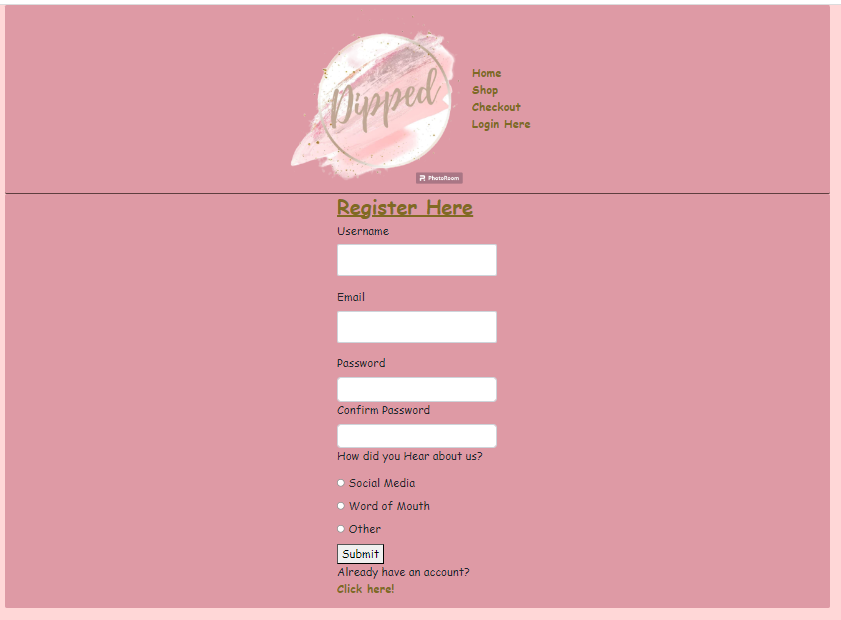 Dipped
Home
Shop
Checkout
Login Here
PhotoRoom
Register Here
Username
Email
Password
Confirm Password
How did you Hear about us?
Social Media
Word of Mouth
Other
Submit
Already have an account?
Click here!